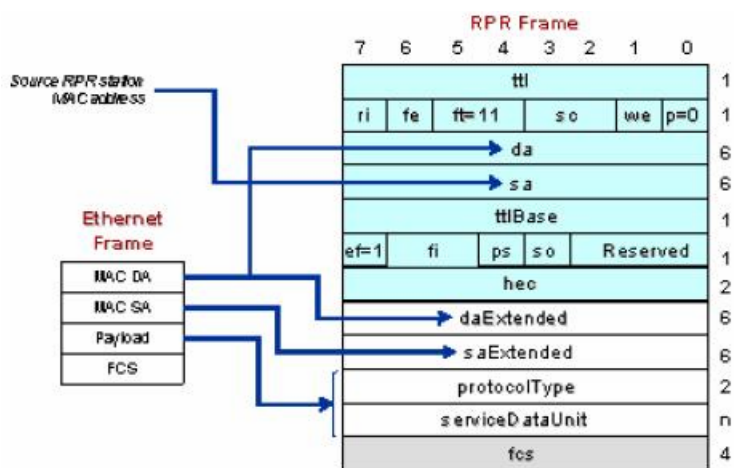 RPR Frame
7 6 5 4 3 2 1 0
Source RPR station
MAC address
ttl 1
ri fe ft=11 sc we p=0 1
da 6
sa 6
ttlBase 1
ef=1 fi ps so Reserved 1
hec 2
daExtended 6
saExtended 6
protocolType 2
serviceDataUnit n
fcs 4
Ethernet
Frame
MAC DA
MAC SA
Payload
FCS